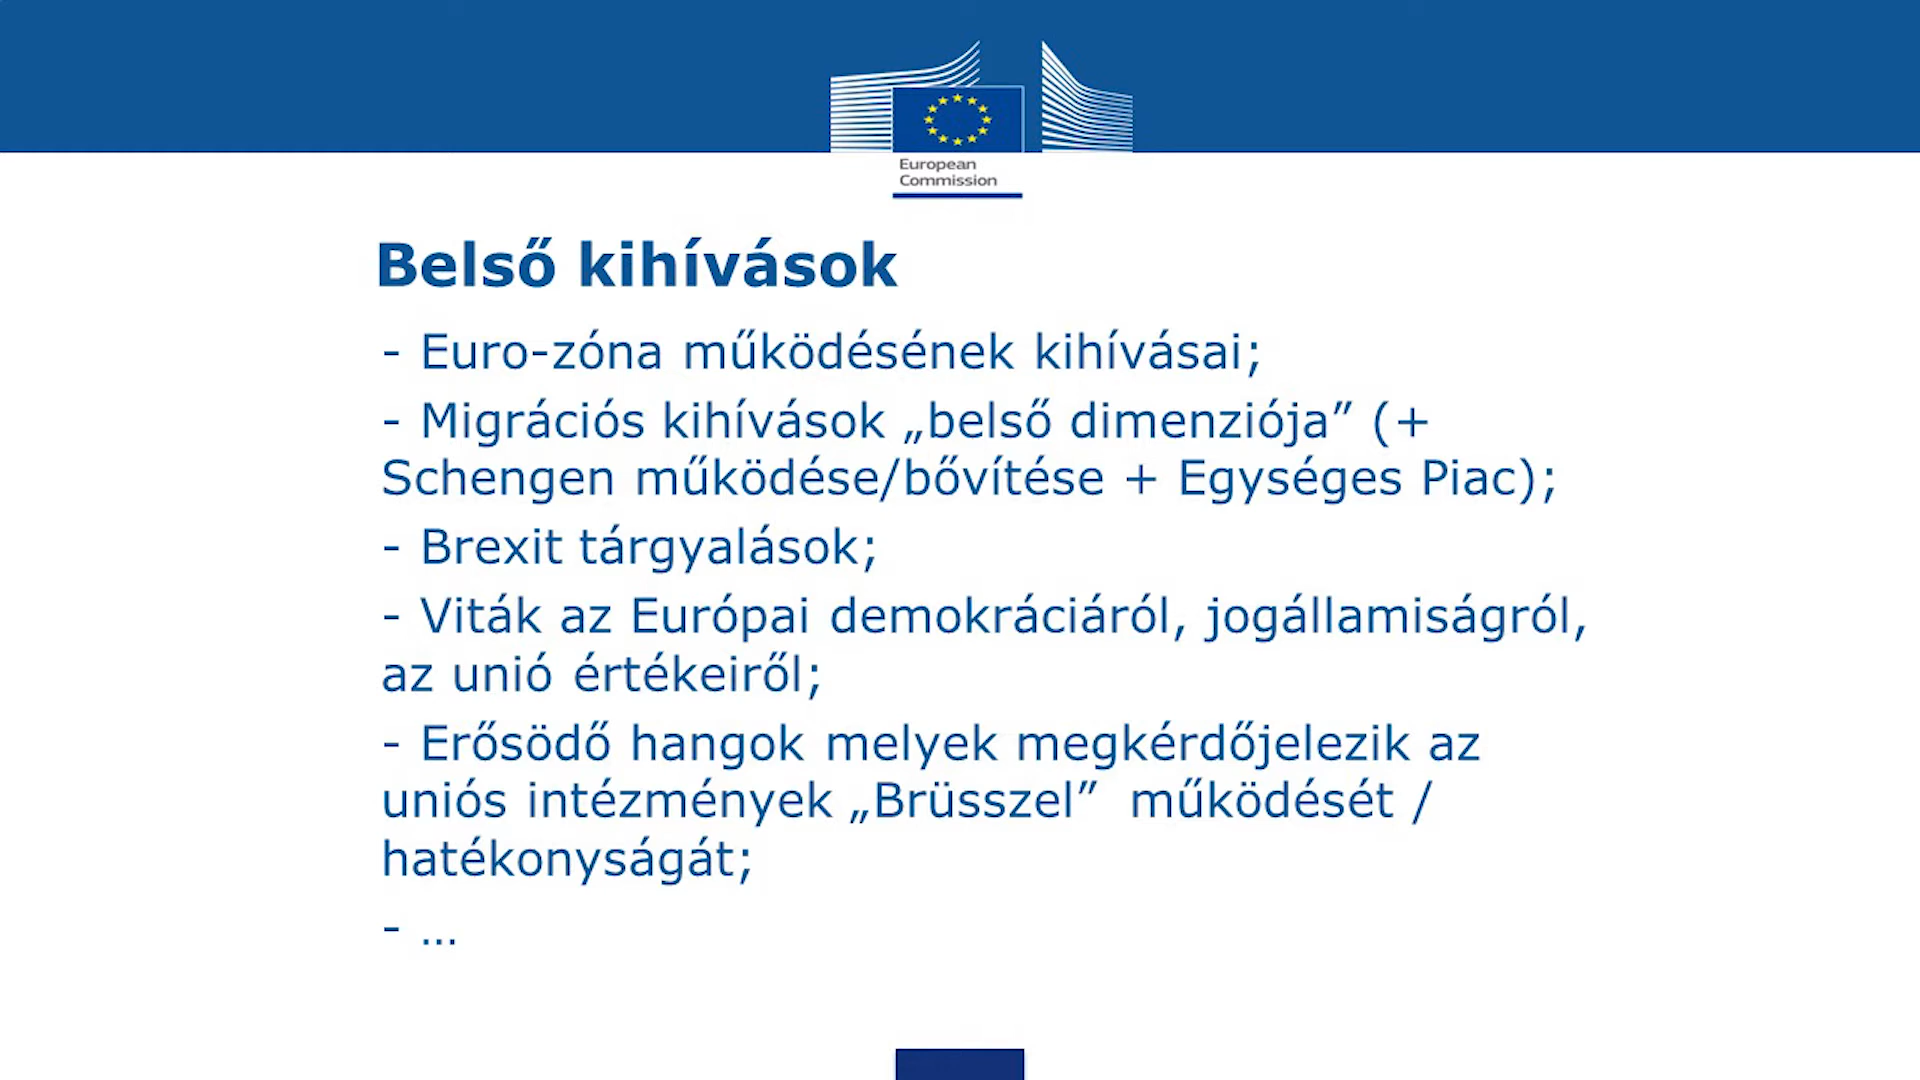 European
Commission
Belső kihívások
- Euro-zóna működésének kihívásai;
- Migrációs kihívások „belső dimenziója” (+
Schengen működése/bővítése + Egységes Piac);
- Brexit tárgyalások;
- Viták az Európai demokráciáról, jogállamiságról,
az unió értékeiről;
- Erősödő hangok melyek megkérdőjelezik az
uniós intézmények „Brüsszel” működését /
hatékonyságát;
- …